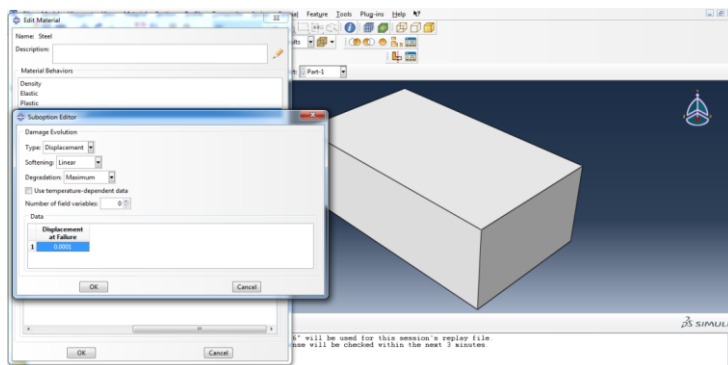 Edit Material
Feature Tools Plug-ins Help
Name: Steel
Description:
Part-1
Material Behaviors
Density
Elastic
Plastic
Suboption Editor
Damage Evolution
Type: Displacement
Softening: Linear
Degradation: Maximum
Use temperature-dependent data
Number of field variables: 0
Data
Displacement
at Failure
1 0.0001
OK Cancel
OK Cancel
SIMUL
6" will be used for this session's replay file.
nse will be checked within the next 3 minutes.